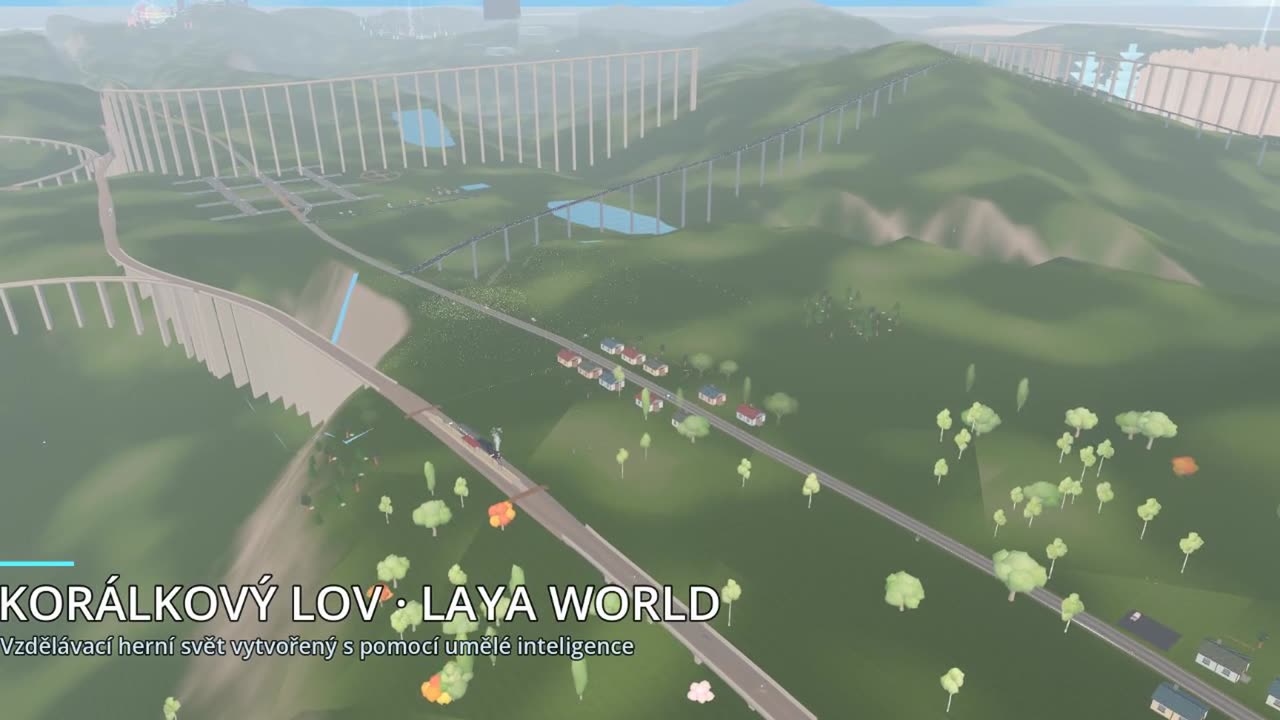 KORÁLKOVÝ LOV · LAYA WORLD
Vzdělávací herní svět vytvořený s pomocí umělé inteligence